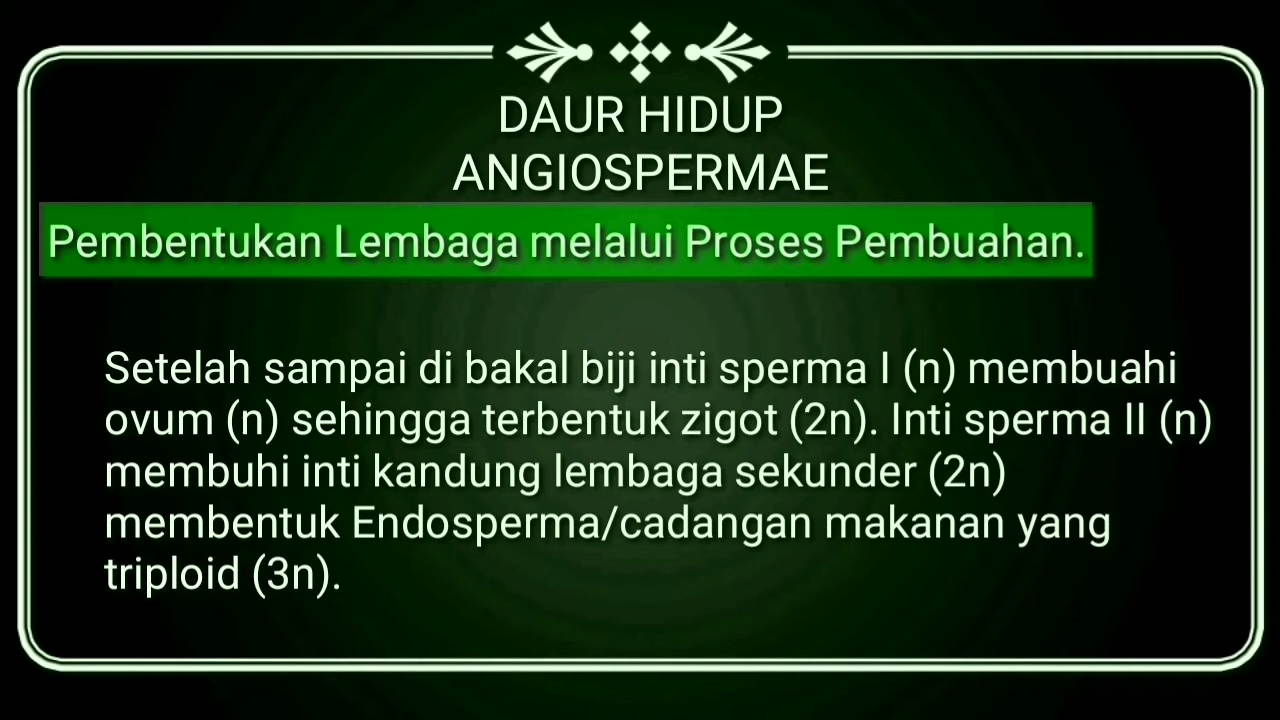 DAUR HIDUP
ANGIOSPERMAE
Pembentukan Lembaga melalui Proses Pembuahan.
Setelah sampai di bakal biji inti sperma I (n) membuahi
ovum (n) sehingga terbentuk zigot (2n). Inti sperma II (n)
membuhi inti kandung lembaga sekunder (2n)
membentuk Endosperma/cadangan makanan yang
triploid (3n).